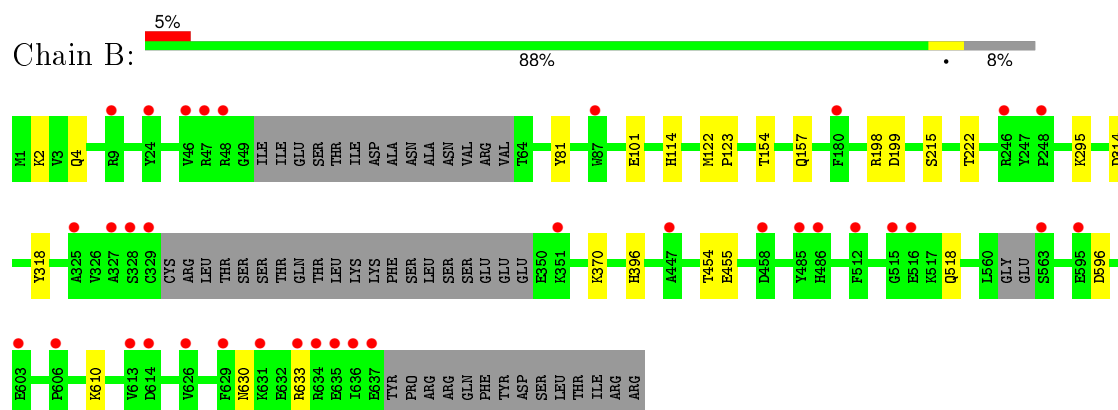 5%
Chain B:
88%
•
8%
M1 K2 V3 Q4 R9 Y24 V46 R47 R48 G49 ILE ILE GLU SER THR ILE ASP ALA ASN ALA ASN VAL ARG VAL T64 Y81 W87 E101 H114 M122 P123 T154 Q157 F180 R198 D199 S215 T222 R246 Y247 P248 K295
Y318 A325 V326 A327 S328 C329 CYS ARG LEU THR SER SER THR GLN THR LEU LYS LYS PHE SER LEU SER SER GLU GLU GLU E350 K351 K370 H396 A447 T454 E455 D458 Y485 H486 F512 G515 E516 K517 Q518 L560 GLY GLU S563 E595 D596
E603 P606 K610 V613 D614 V626 F629 N630 K631 E632 R633 R634 E635 I636 E637 TYR PRO ARG ARG GLN PHE TYR ASP SER LEU THR ILE ARG ARG